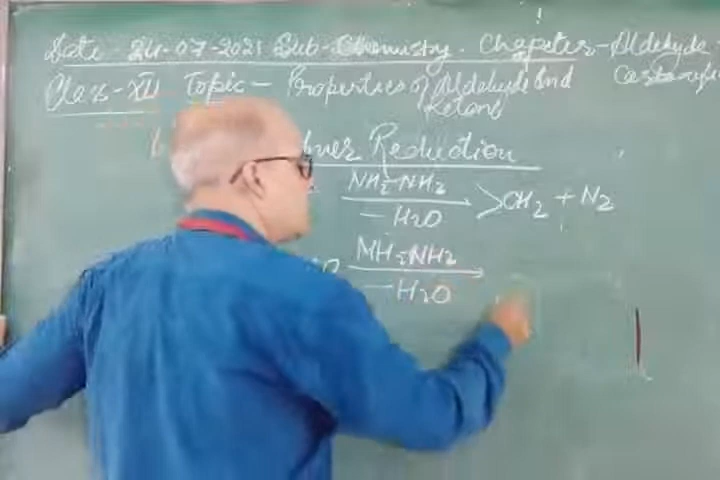 Date - 24-07-2021 Sub-Chemistry. Chapter-Aldehyde
Class-XII Topic - Properties of Aldehyde and
Ketone
Reduction
NH2-NH2
-H2O
>CH2 + N2
NH2-NH2
-H2O